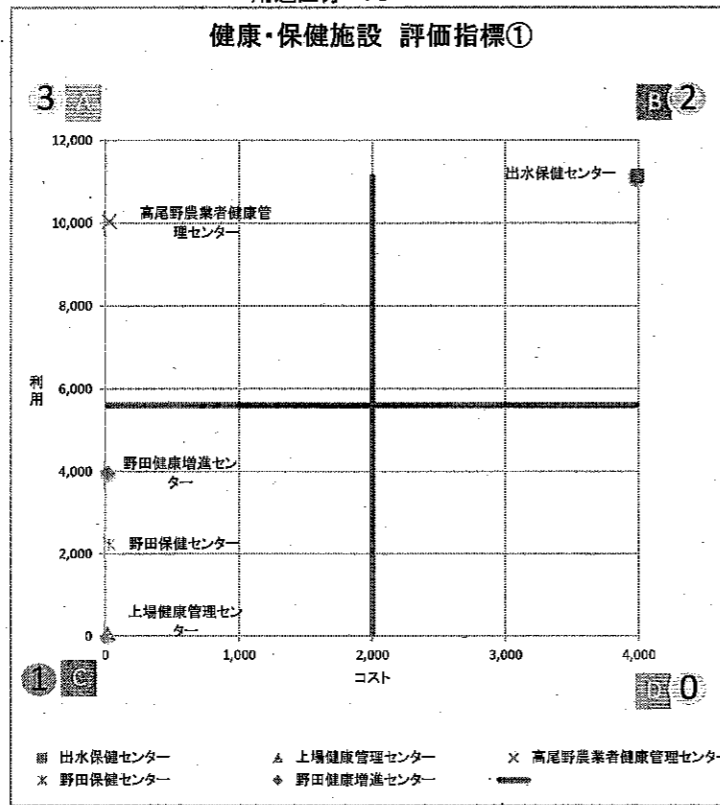 健康・保健施設 評価指標①
3 A
B 2
12,000
出水保健センター
10,000
高尾野農業者健康管
理センター
8,000
利
用
6,000
野田健康増進セン
ター
4,000
野田保健センター
2,000
上場健康管理セン
ター
0
0 1,000 2,000 3,000 4,000
コスト
1 C
D 0
出水保健センター 上場健康管理センター 高尾野農業者健康管理センター
野田保健センター 野田健康増進センター